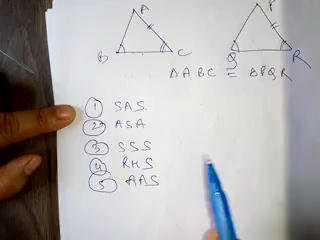 A
P
B
C
Q
R
ΔABC ≅ ΔPQR
1 SAS
2 ASA
3 SSS
4 RHS
5 AAS